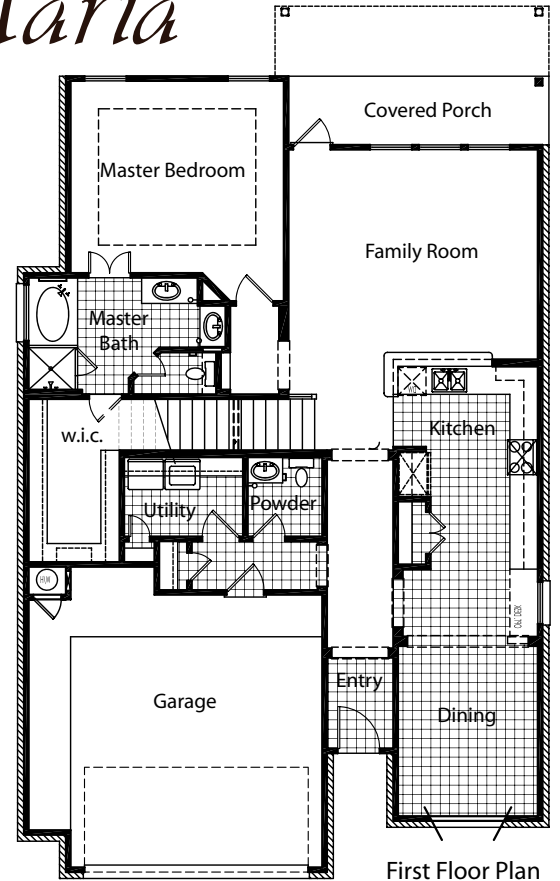 Covered Porch
Master Bedroom
Family Room
Master
Bath
Kitchen
w.i.c.
Utility
Powder
Entry
Garage
Dining
First Floor Plan